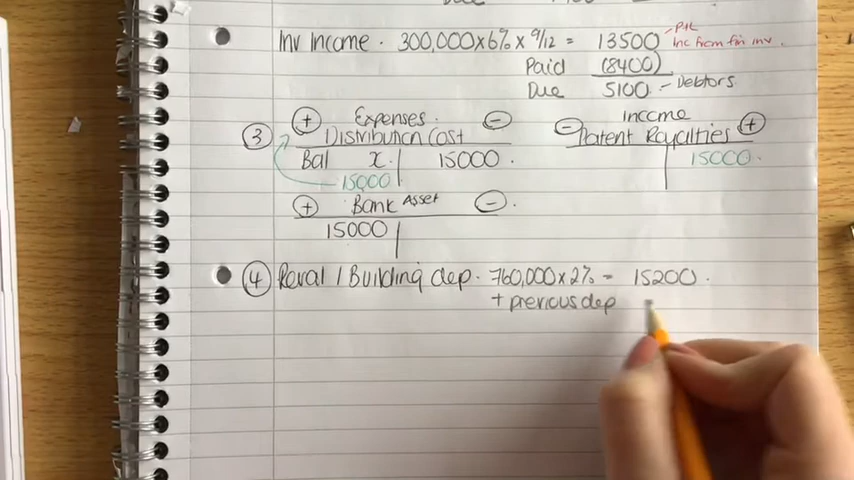 Inv Income. 300,000 x 6% x 9/12 = 13500 - P+L
Inc from fin inv.
Paid (8400)
Due 5100 - Debtors
③ + Expenses. - Income
Distribution Cost - Patent Royalties +
Bal x. 15000. 15000.
15000
+ Bank Asset -.
15000
④ Reval / Building dep. 760,000 x 2% = 15200.
+ previous dep